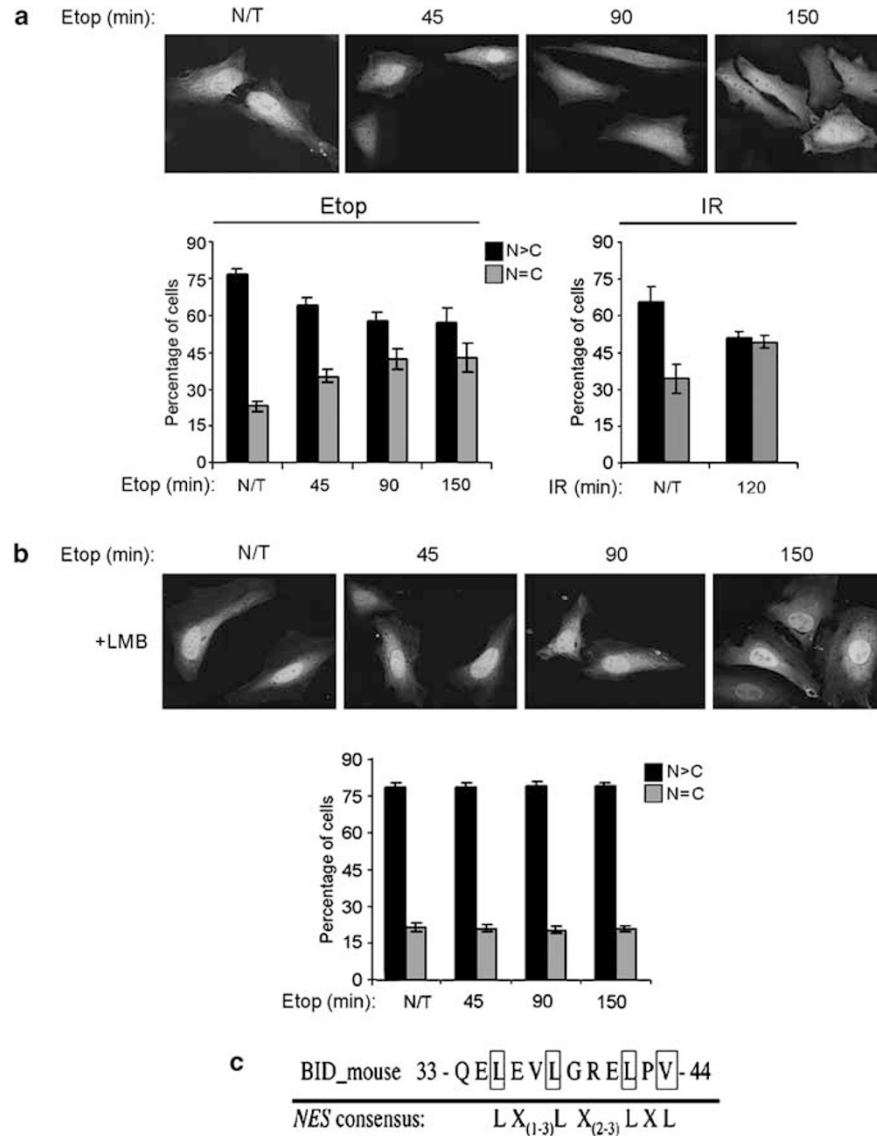 a
Etop (min): N/T 45 90 150
Etop
IR
N>C
N=C
Percentage of cells
90
75
60
45
30
15
0
Etop (min): N/T 45 90 150
Percentage of cells
90
75
60
45
30
15
0
IR (min): N/T 120
b
Etop (min): N/T 45 90 150
+LMB
N>C
N=C
Percentage of cells
90
75
60
45
30
15
0
Etop (min): N/T 45 90 150
c
BID_mouse 33 - Q E L E V L G R E L P V - 44
NES consensus: L X(1-3) L X(2-3) L X L